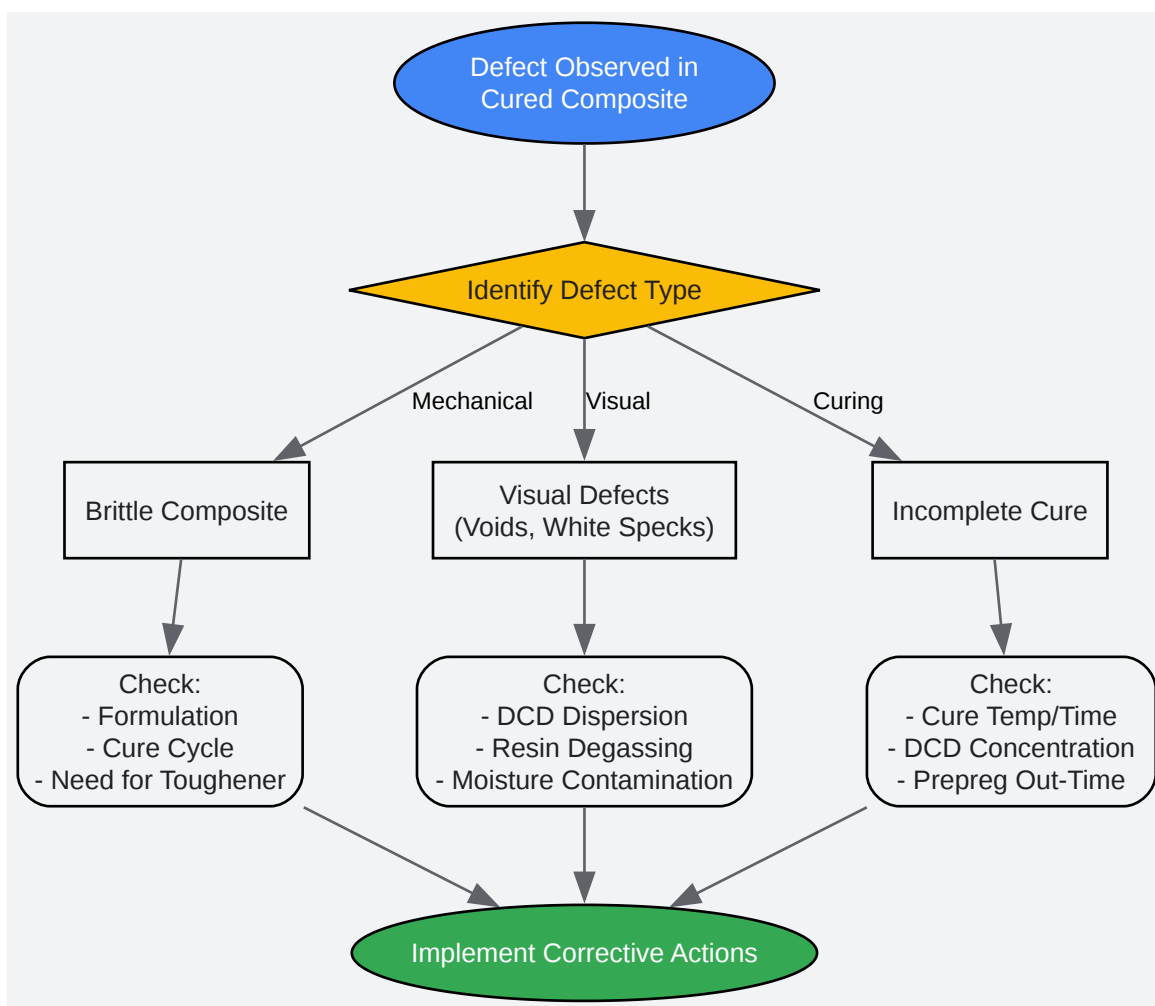 Defect Observed in
Cured Composite
Identify Defect Type
Mechanical
Visual
Curing
Brittle Composite
Visual Defects
(Voids, White Specks)
Incomplete Cure
Check:
- Formulation
- Cure Cycle
- Need for Toughener
Check:
- DCD Dispersion
- Resin Degassing
- Moisture Contamination
Check:
- Cure Temp/Time
- DCD Concentration
- Prepreg Out-Time
Implement Corrective Actions